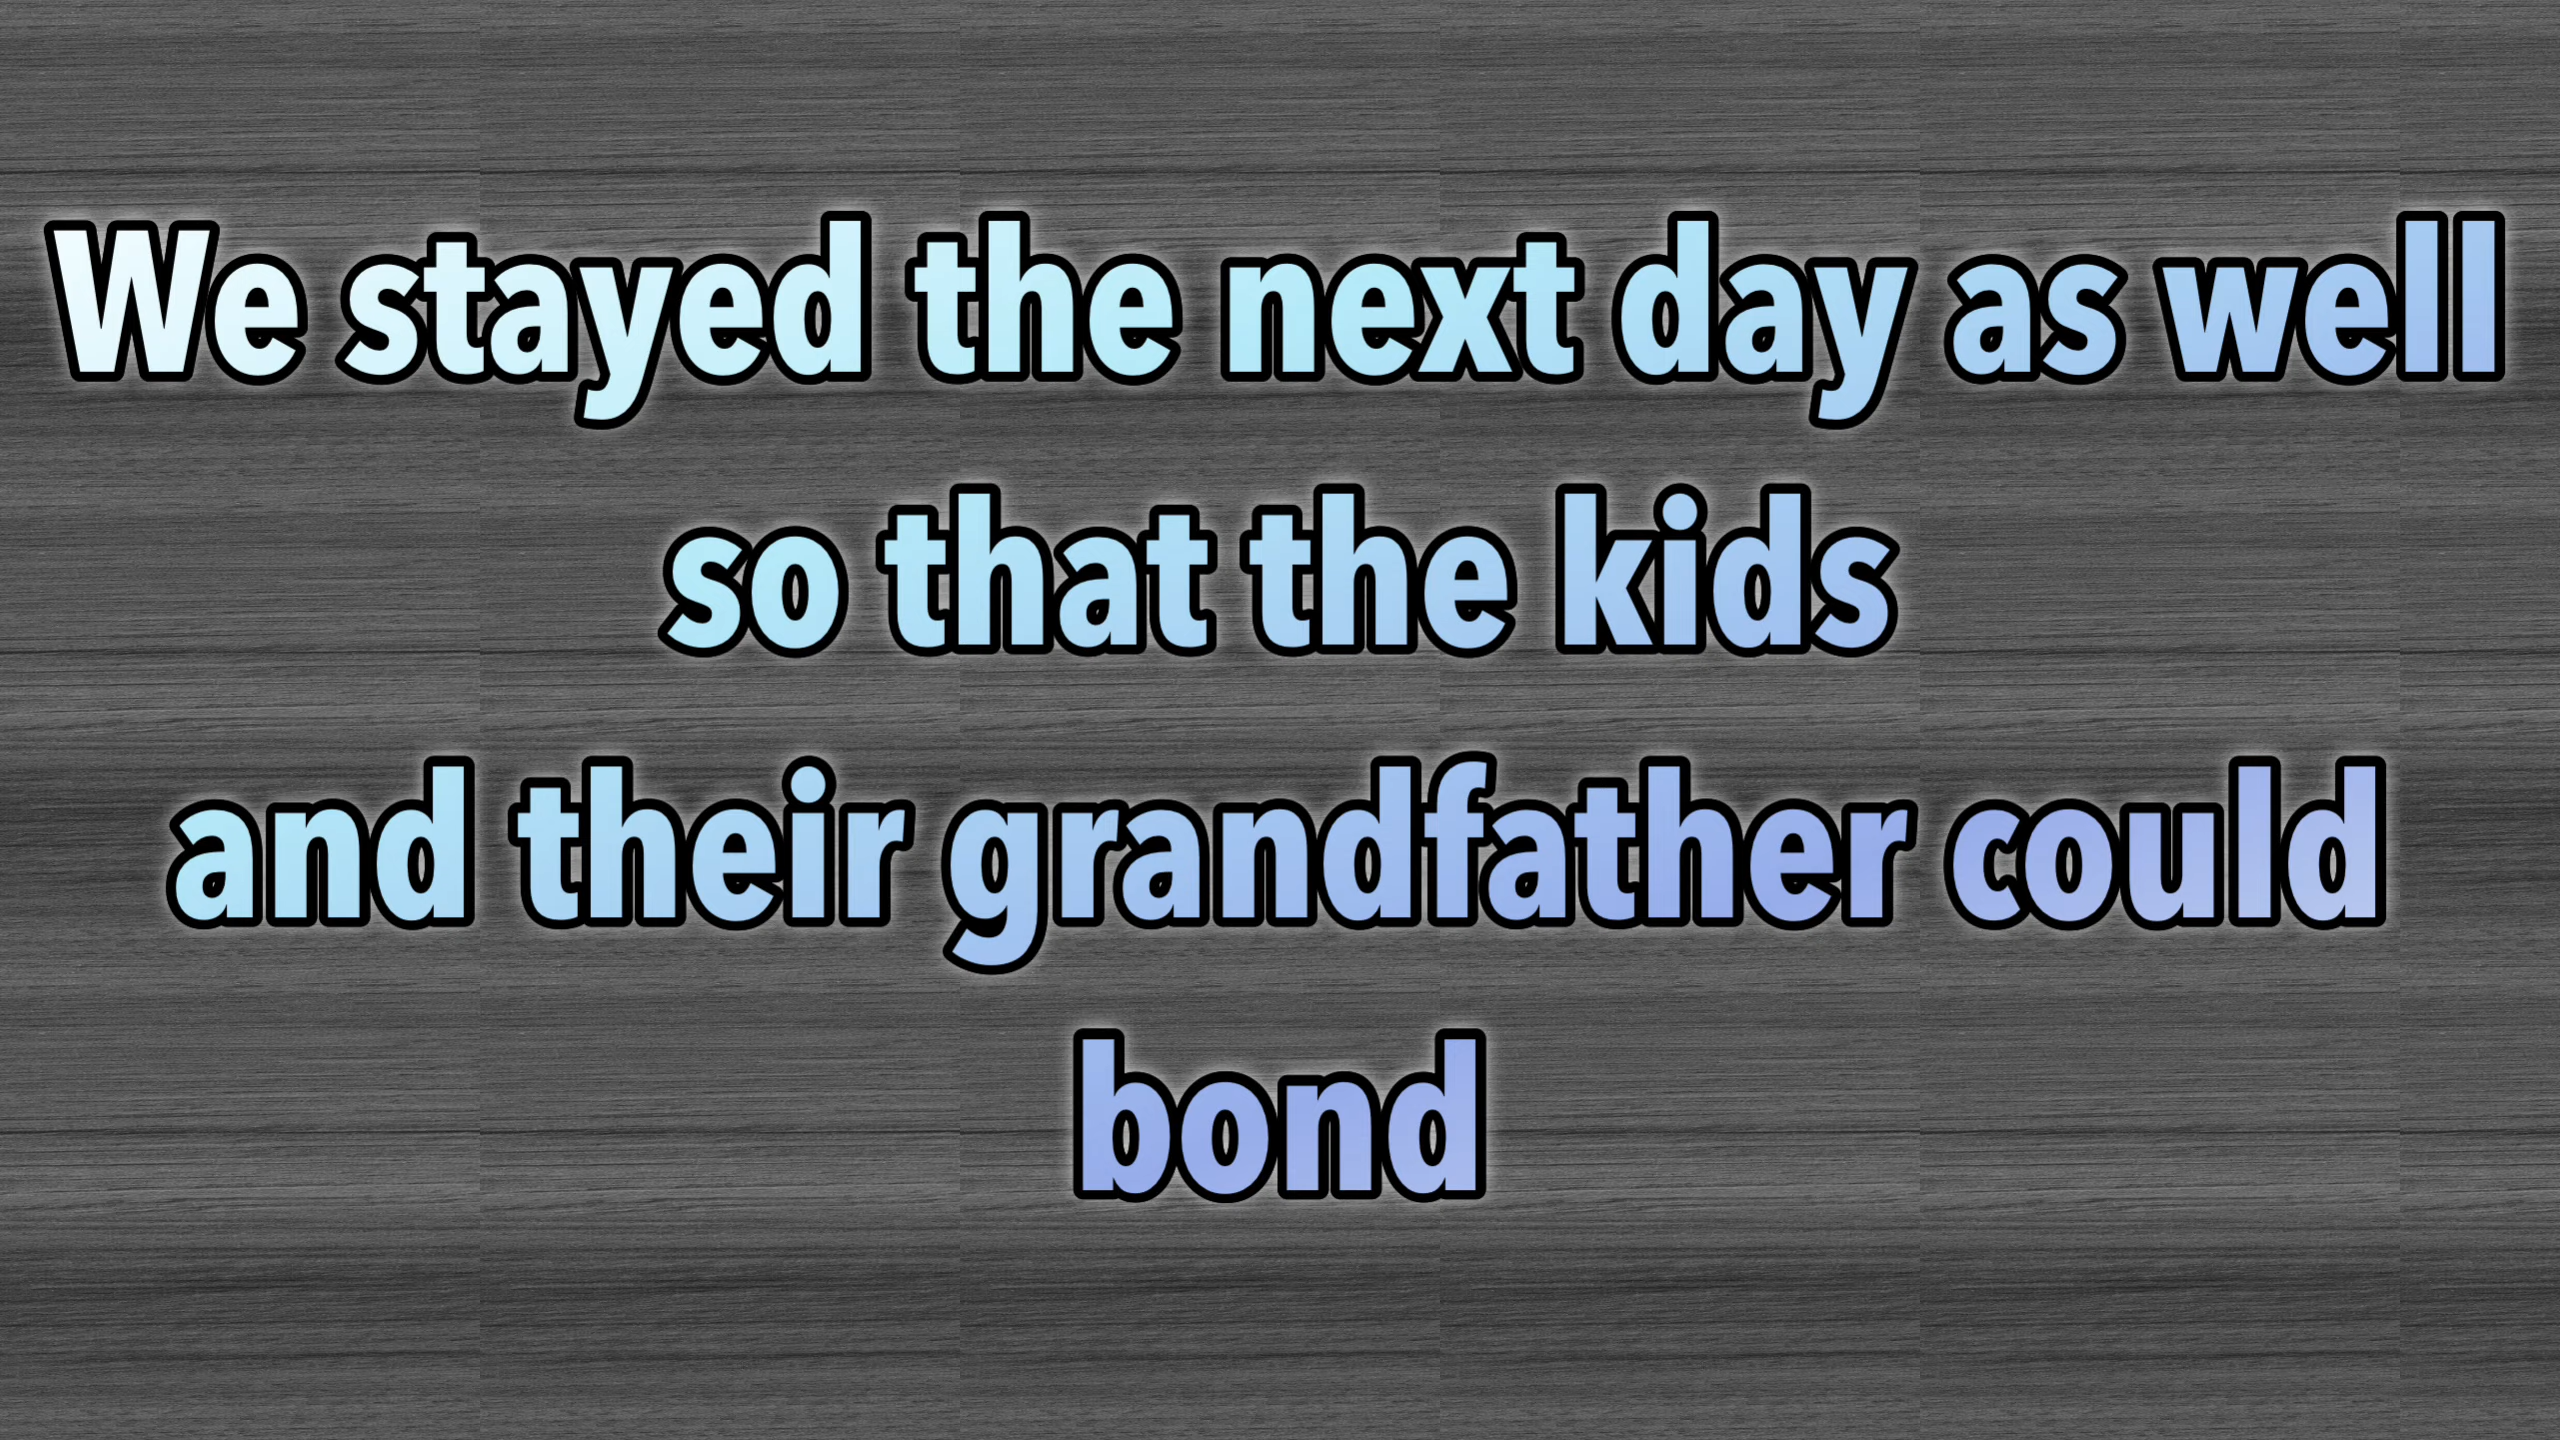 We stayed the next day as well
so that the kids
and their grandfather could
bond